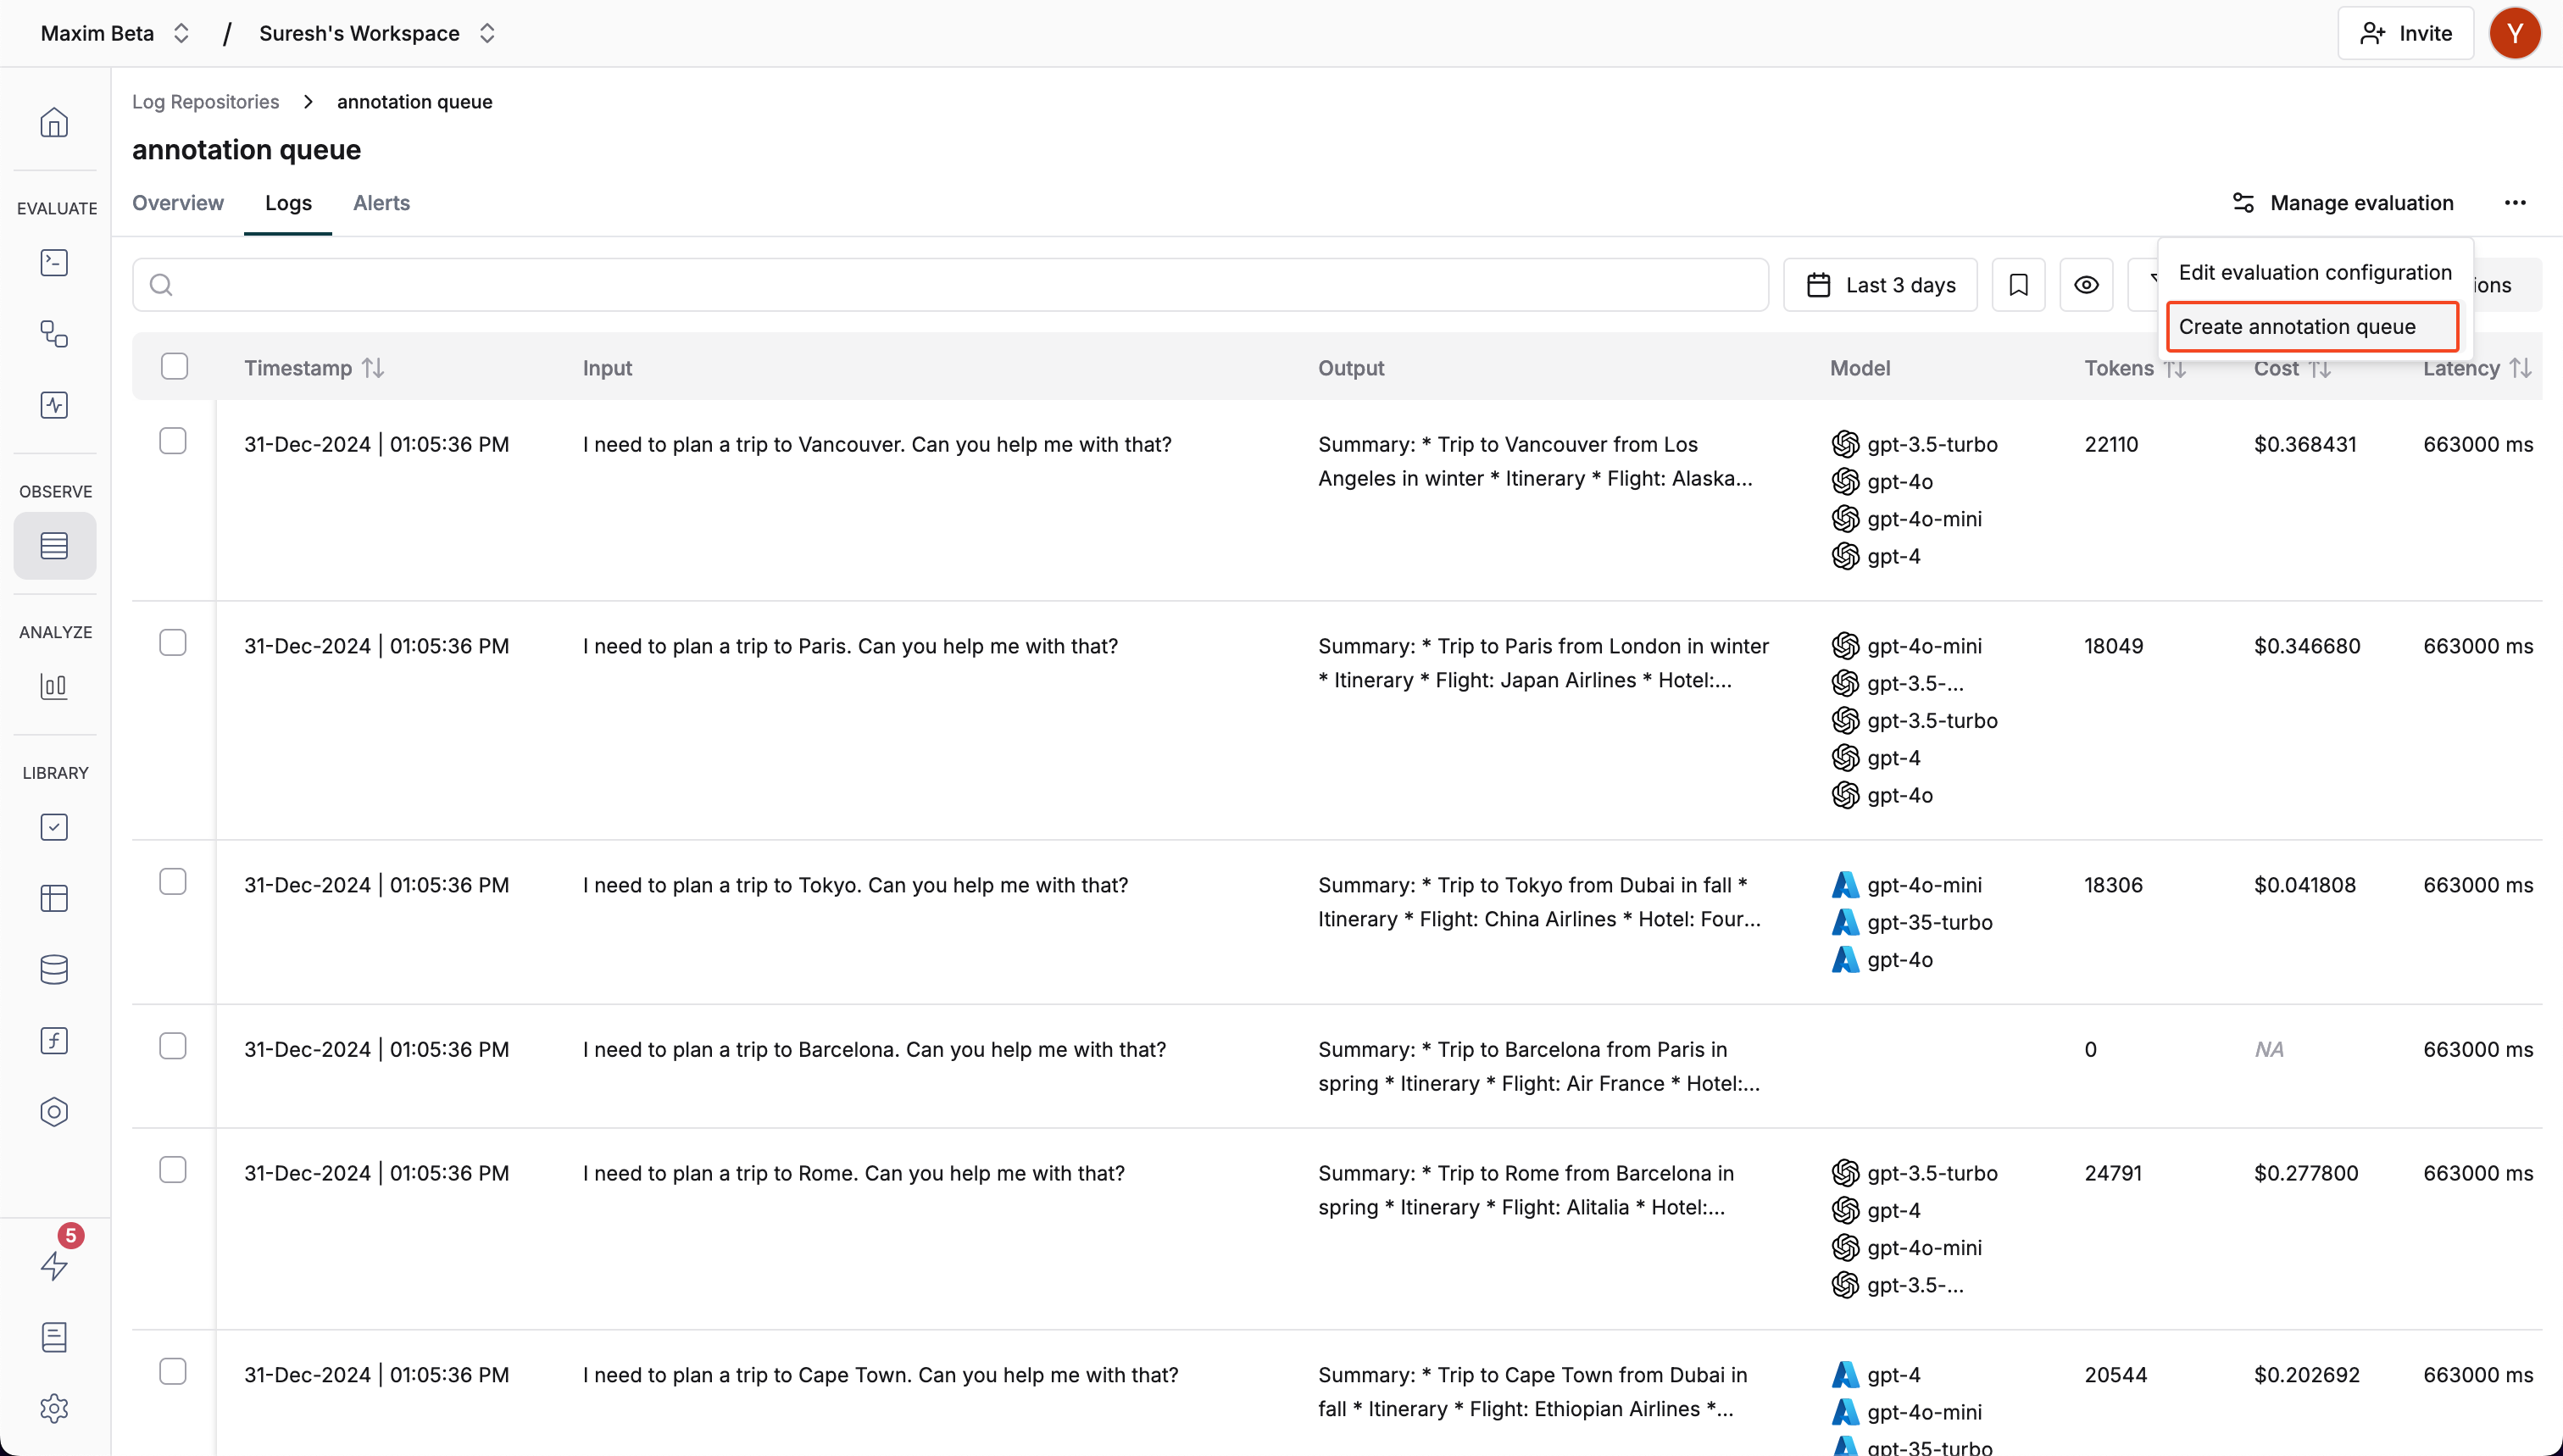 Maxim Beta / Suresh's Workspace Invite Y
Log Repositories > annotation queue
annotation queue
Overview Logs Alerts Manage evaluation ...
Edit evaluation configuration
Create annotation queue
Last 3 days
Timestamp Input Output Model Tokens Cost Latency
31-Dec-2024 | 01:05:36 PM I need to plan a trip to Vancouver. Can you help me with that? Summary: * Trip to Vancouver from Los gpt-3.5-turbo 22110 $0.368431 663000 ms
Angeles in winter * Itinerary * Flight: Alaska... gpt-4o
gpt-4o-mini
gpt-4
31-Dec-2024 | 01:05:36 PM I need to plan a trip to Paris. Can you help me with that? Summary: * Trip to Paris from London in winter gpt-4o-mini 18049 $0.346680 663000 ms
* Itinerary * Flight: Japan Airlines * Hotel:... gpt-3.5-...
gpt-3.5-turbo
gpt-4
gpt-4o
31-Dec-2024 | 01:05:36 PM I need to plan a trip to Tokyo. Can you help me with that? Summary: * Trip to Tokyo from Dubai in fall * gpt-4o-mini 18306 $0.041808 663000 ms
Itinerary * Flight: China Airlines * Hotel: Four... gpt-35-turbo
gpt-4o
31-Dec-2024 | 01:05:36 PM I need to plan a trip to Barcelona. Can you help me with that? Summary: * Trip to Barcelona from Paris in 0 NA 663000 ms
spring * Itinerary * Flight: Air France * Hotel:...
31-Dec-2024 | 01:05:36 PM I need to plan a trip to Rome. Can you help me with that? Summary: * Trip to Rome from Barcelona in gpt-3.5-turbo 24791 $0.277800 663000 ms
spring * Itinerary * Flight: Alitalia * Hotel:... gpt-4
gpt-4o-mini
gpt-3.5-...
31-Dec-2024 | 01:05:36 PM I need to plan a trip to Cape Town. Can you help me with that? Summary: * Trip to Cape Town from Dubai in gpt-4 20544 $0.202692 663000 ms
fall * Itinerary * Flight: Ethiopian Airlines *... gpt-4o-mini
gpt-35-turbo
EVALUATE
OBSERVE
ANALYZE
LIBRARY
5